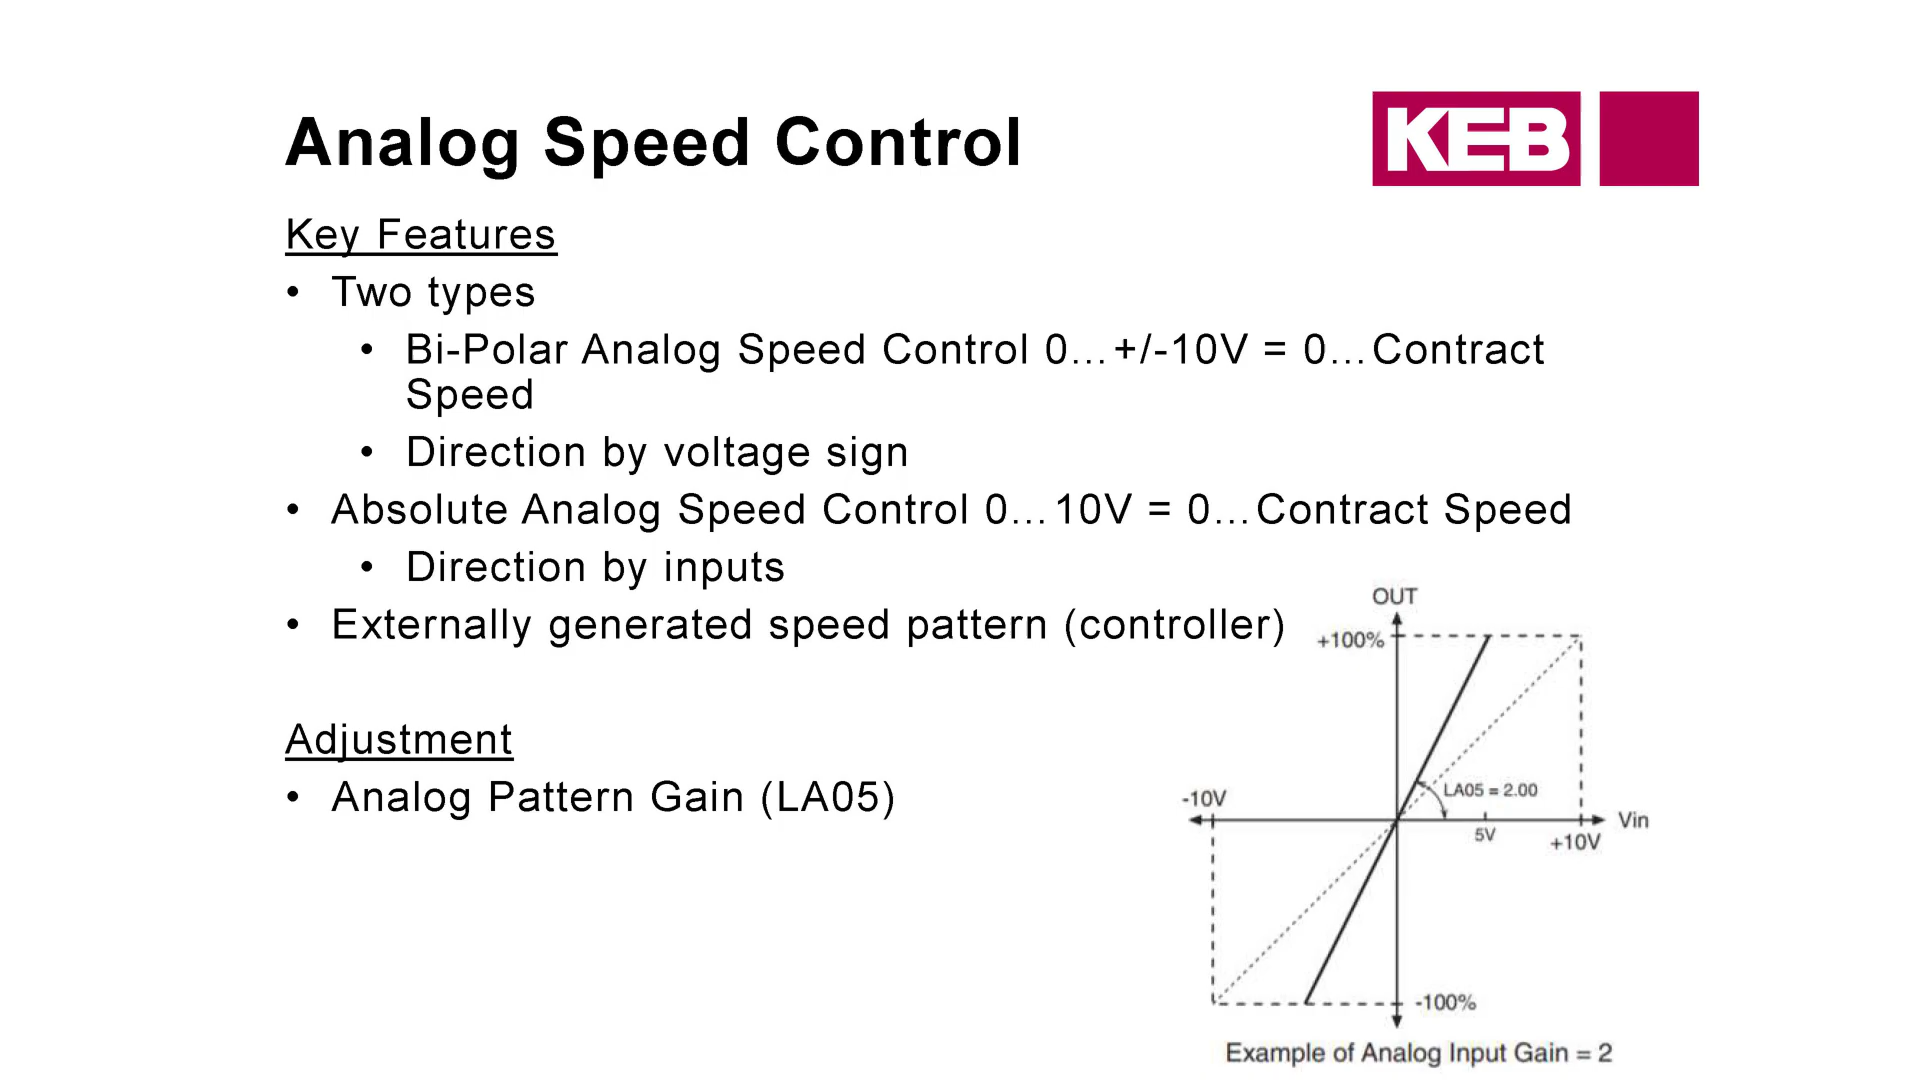 Analog Speed Control
KEB
Key Features
• Two types
• Bi-Polar Analog Speed Control 0…+/-10V = 0…Contract
Speed
• Direction by voltage sign
• Absolute Analog Speed Control 0…10V = 0…Contract Speed
• Direction by inputs
• Externally generated speed pattern (controller)
Adjustment
• Analog Pattern Gain (LA05)
OUT
+100%
LA05 = 2.00
-10V
Vin
5V
+10V
-100%
Example of Analog Input Gain = 2